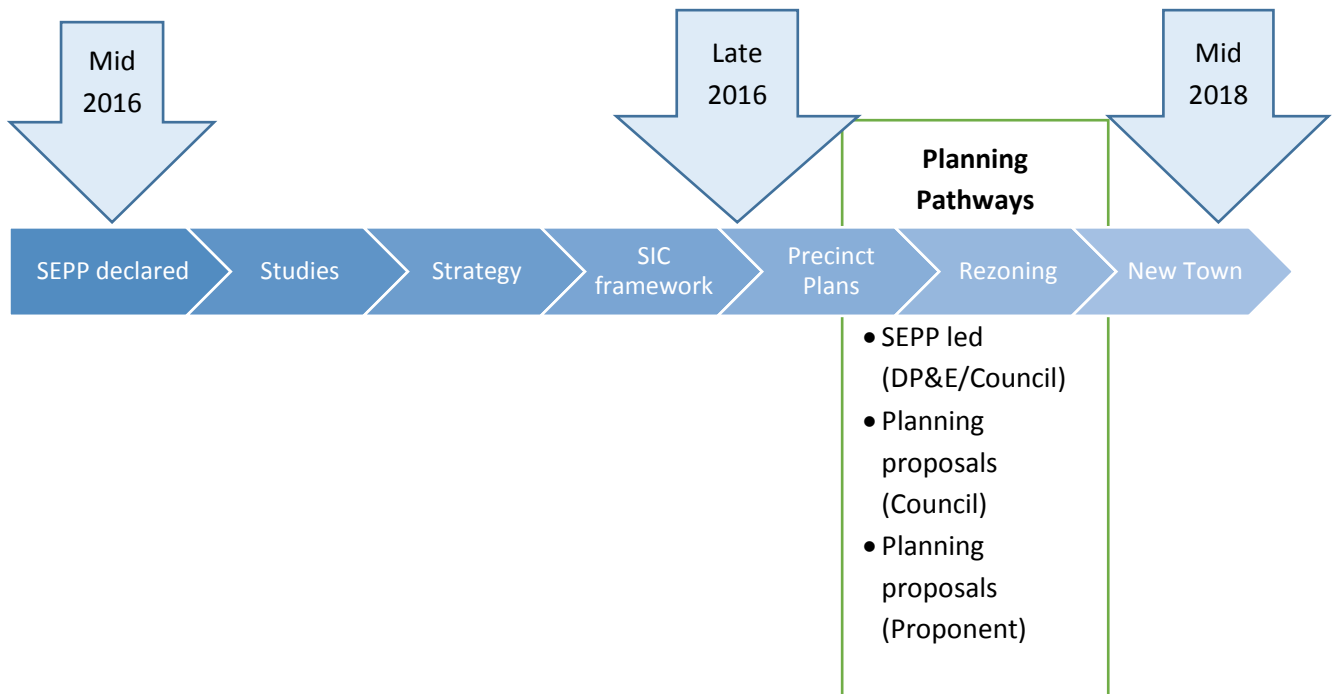 Mid
2016
Late
2016
Mid
2018
Planning
Pathways
SEPP declared
Studies
Strategy
SIC
framework
Precinct
Plans
Rezoning
New Town
• SEPP led
(DP&E/Council)
• Planning
proposals
(Council)
• Planning
proposals
(Proponent)